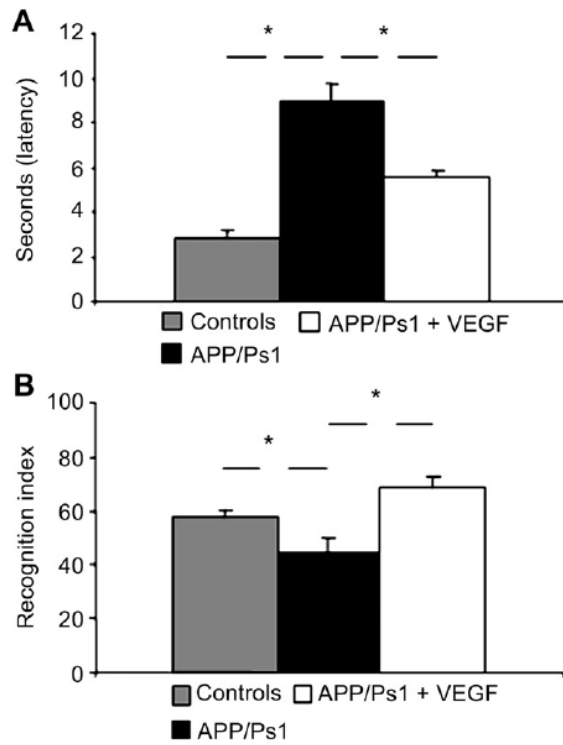 A
* *
Seconds (latency)
12
10
8
6
4
2
0
Controls APP/Ps1 + VEGF
APP/Ps1
B
*
*
Recognition index
100
80
60
40
20
0
Controls APP/Ps1 + VEGF
APP/Ps1